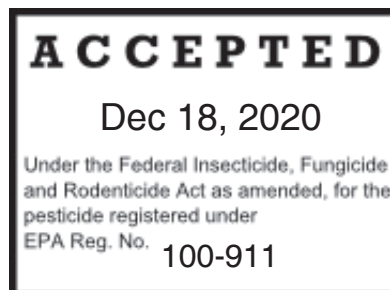 ACCEPTED
Dec 18, 2020
Under the Federal Insecticide, Fungicide
and Rodenticide Act as amended, for the
pesticide registered under
EPA Reg. No. 100-911